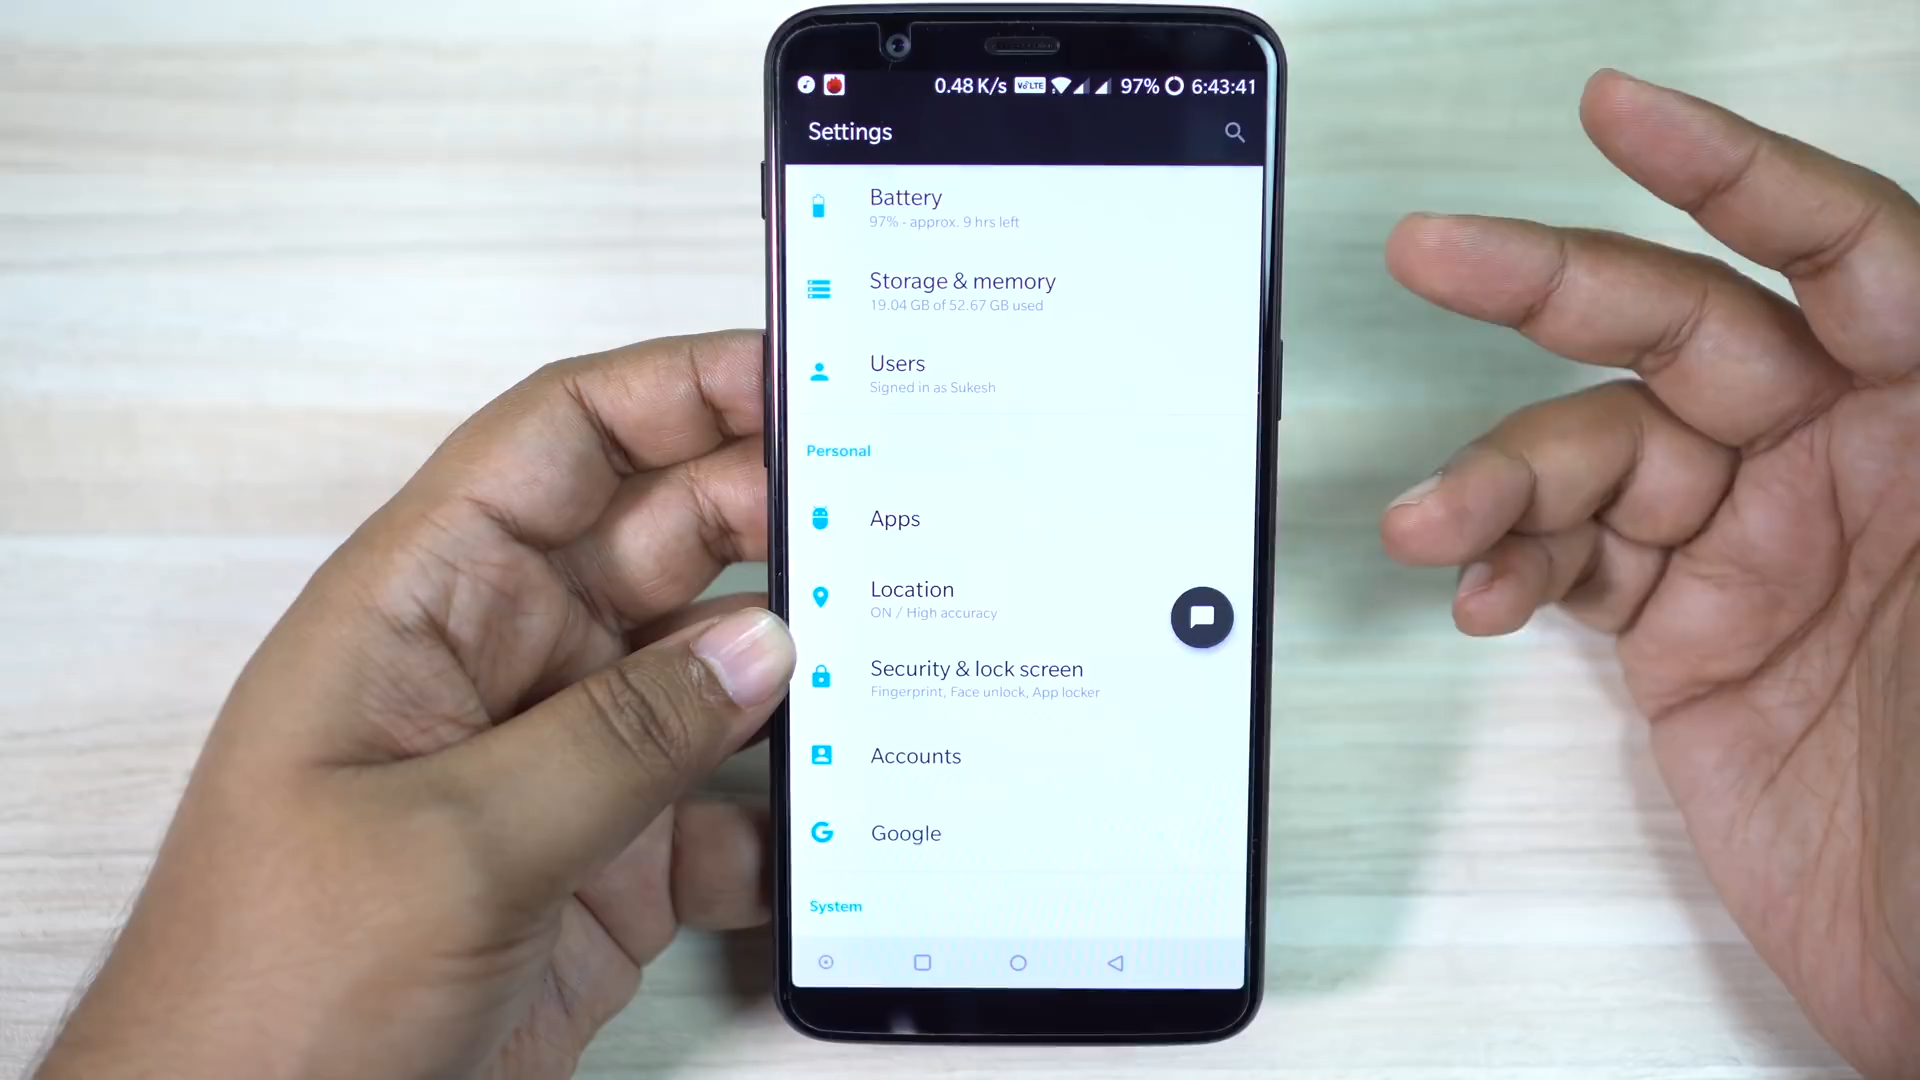 0.48 K/s VoLTE 97% 6:43:41
Settings
Battery
97% - approx. 9 hrs left
Storage & memory
19.04 GB of 52.67 GB used
Users
Signed in as Sukesh
Personal
Apps
Location
ON / High accuracy
Security & lock screen
Fingerprint, Face unlock, App locker
Accounts
Google
System